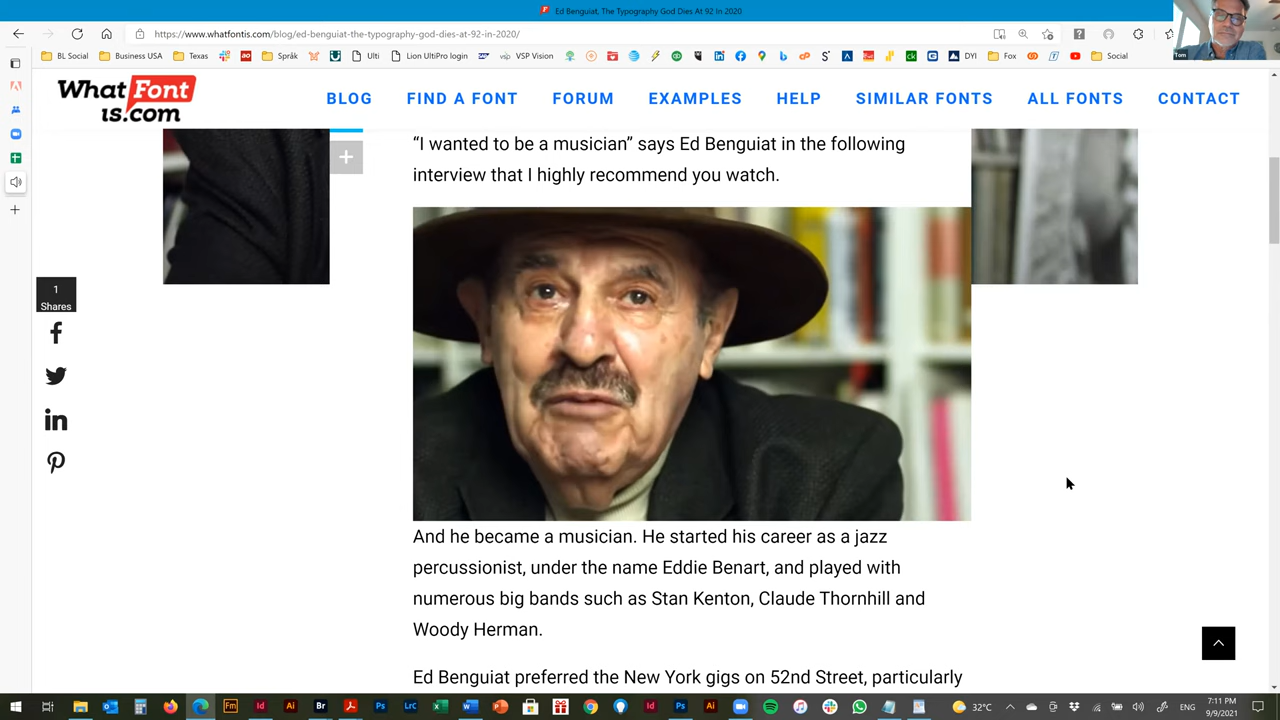 Ed Benguiat, The Typography God Dies At 92 In 2020
https://www.whatfontis.com/blog/ed-benguiat-the-typography-god-dies-at-92-in-2020/
BL Social Business USA Texas Språk Ulti Lion UltiPro login VSP Vision DYI Fox Social
Tom
What Font is.com
BLOG FIND A FONT FORUM EXAMPLES HELP SIMILAR FONTS ALL FONTS CONTACT
“I wanted to be a musician” says Ed Benguiat in the following
interview that I highly recommend you watch.
1
Shares
And he became a musician. He started his career as a jazz
percussionist, under the name Eddie Benart, and played with
numerous big bands such as Stan Kenton, Claude Thornhill and
Woody Herman.
Ed Benguiat preferred the New York gigs on 52nd Street, particularly
32°C
7:11 PM
9/9/2021